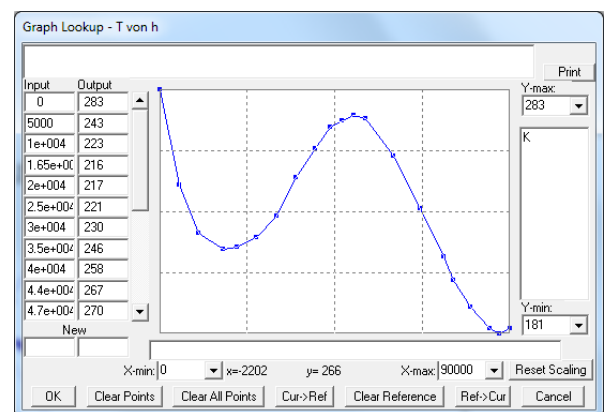 Graph Lookup - T von h
Print
Input Output
0 283
5000 243
1e+004 223
1.65e+00 216
2e+004 217
2.5e+004 221
3e+004 230
3.5e+004 246
4e+004 258
4.4e+004 267
4.7e+004 270
New
Y-max:
283
K
Y-min:
181
X-min: 0 x=-2202 y= 266 X-max: 90000 Reset Scaling
OK Clear Points Clear All Points Cur->Ref Clear Reference Ref->Cur Cancel